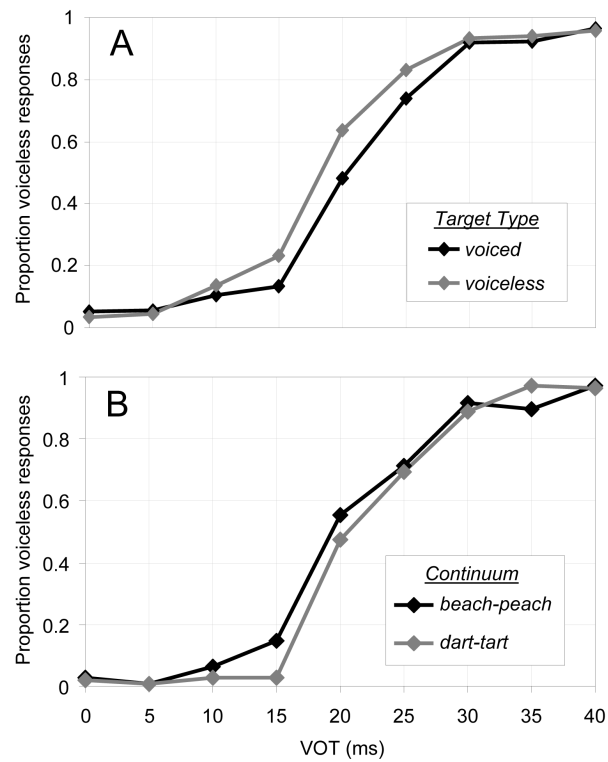 A
Proportion voiceless responses
1
0.8
0.6
0.4
0.2
0
Target Type
voiced
voiceless
B
Proportion voiceless responses
1
0.8
0.6
0.4
0.2
0
Continuum
beach-peach
dart-tart
0 5 10 15 20 25 30 35 40
VOT (ms)